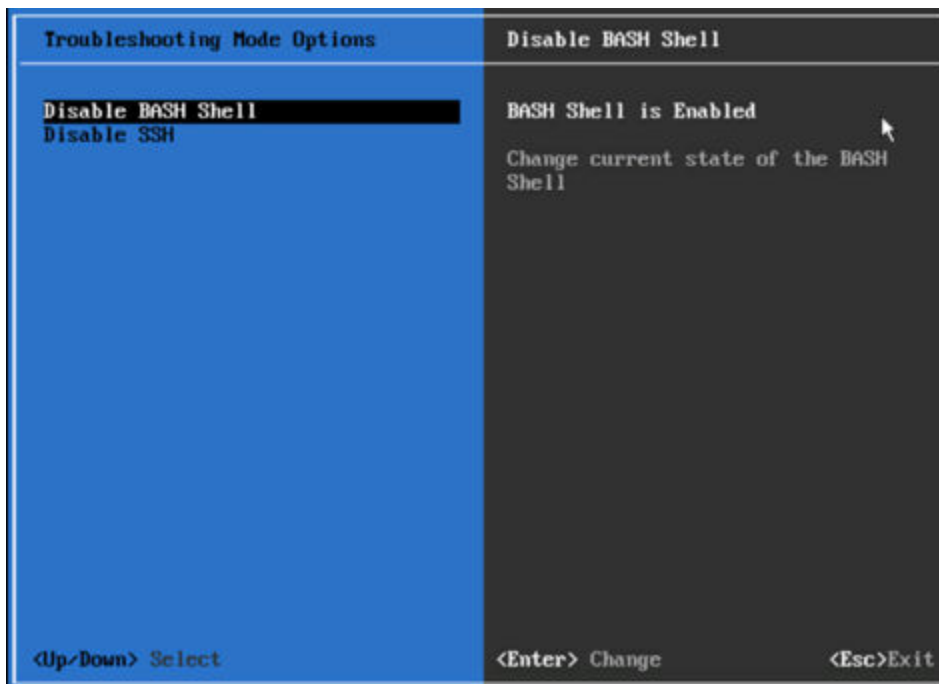 Troubleshooting Mode Options
Disable BASH Shell
Disable BASH Shell
Disable SSH
BASH Shell is Enabled
Change current state of the BASH
Shell
<Up/Down> Select
<Enter> Change
<Esc>Exit